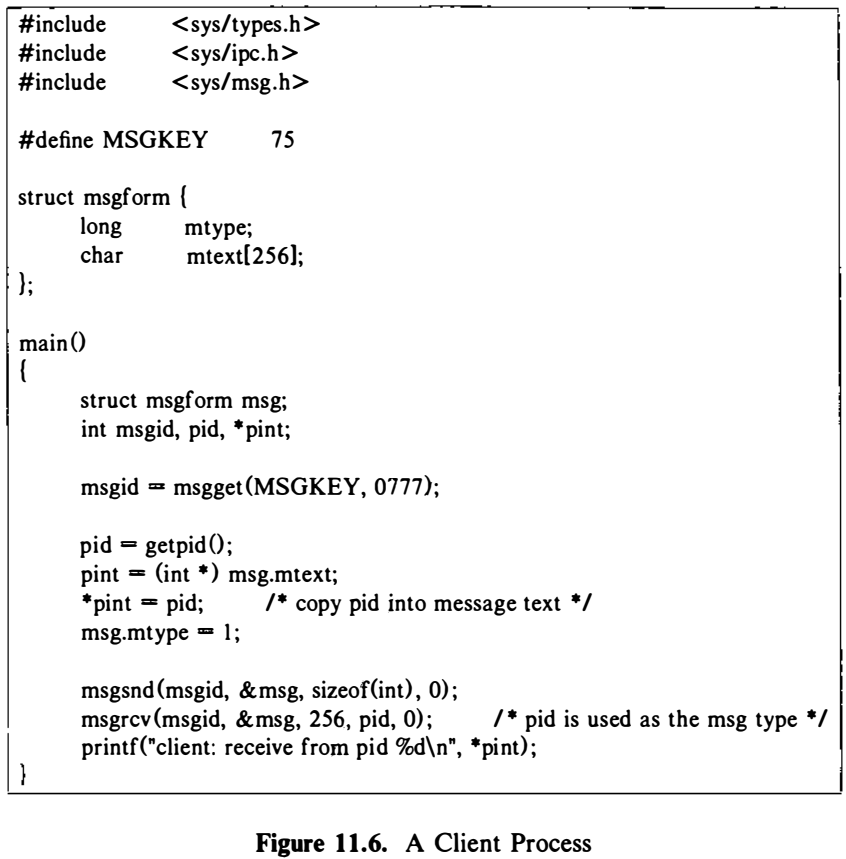 #include <sys/types.h>
#include <sys/ipc.h>
#include <sys/msg.h>
#define MSGKEY 75
struct msgform {
long mtype;
char mtext[256];
};
main()
{
struct msgform msg;
int msgid, pid, *pint;
msgid = msgget(MSGKEY, 0777);
pid = getpid();
pint = (int *) msg.mtext;
*pint = pid; /* copy pid into message text */
msg.mtype = 1;
msgsnd(msgid, &msg, sizeof(int), 0);
msgrcv(msgid, &msg, 256, pid, 0); /* pid is used as the msg type */
printf("client: receive from pid %d\n", *pint);
}
Figure 11.6. A Client Process